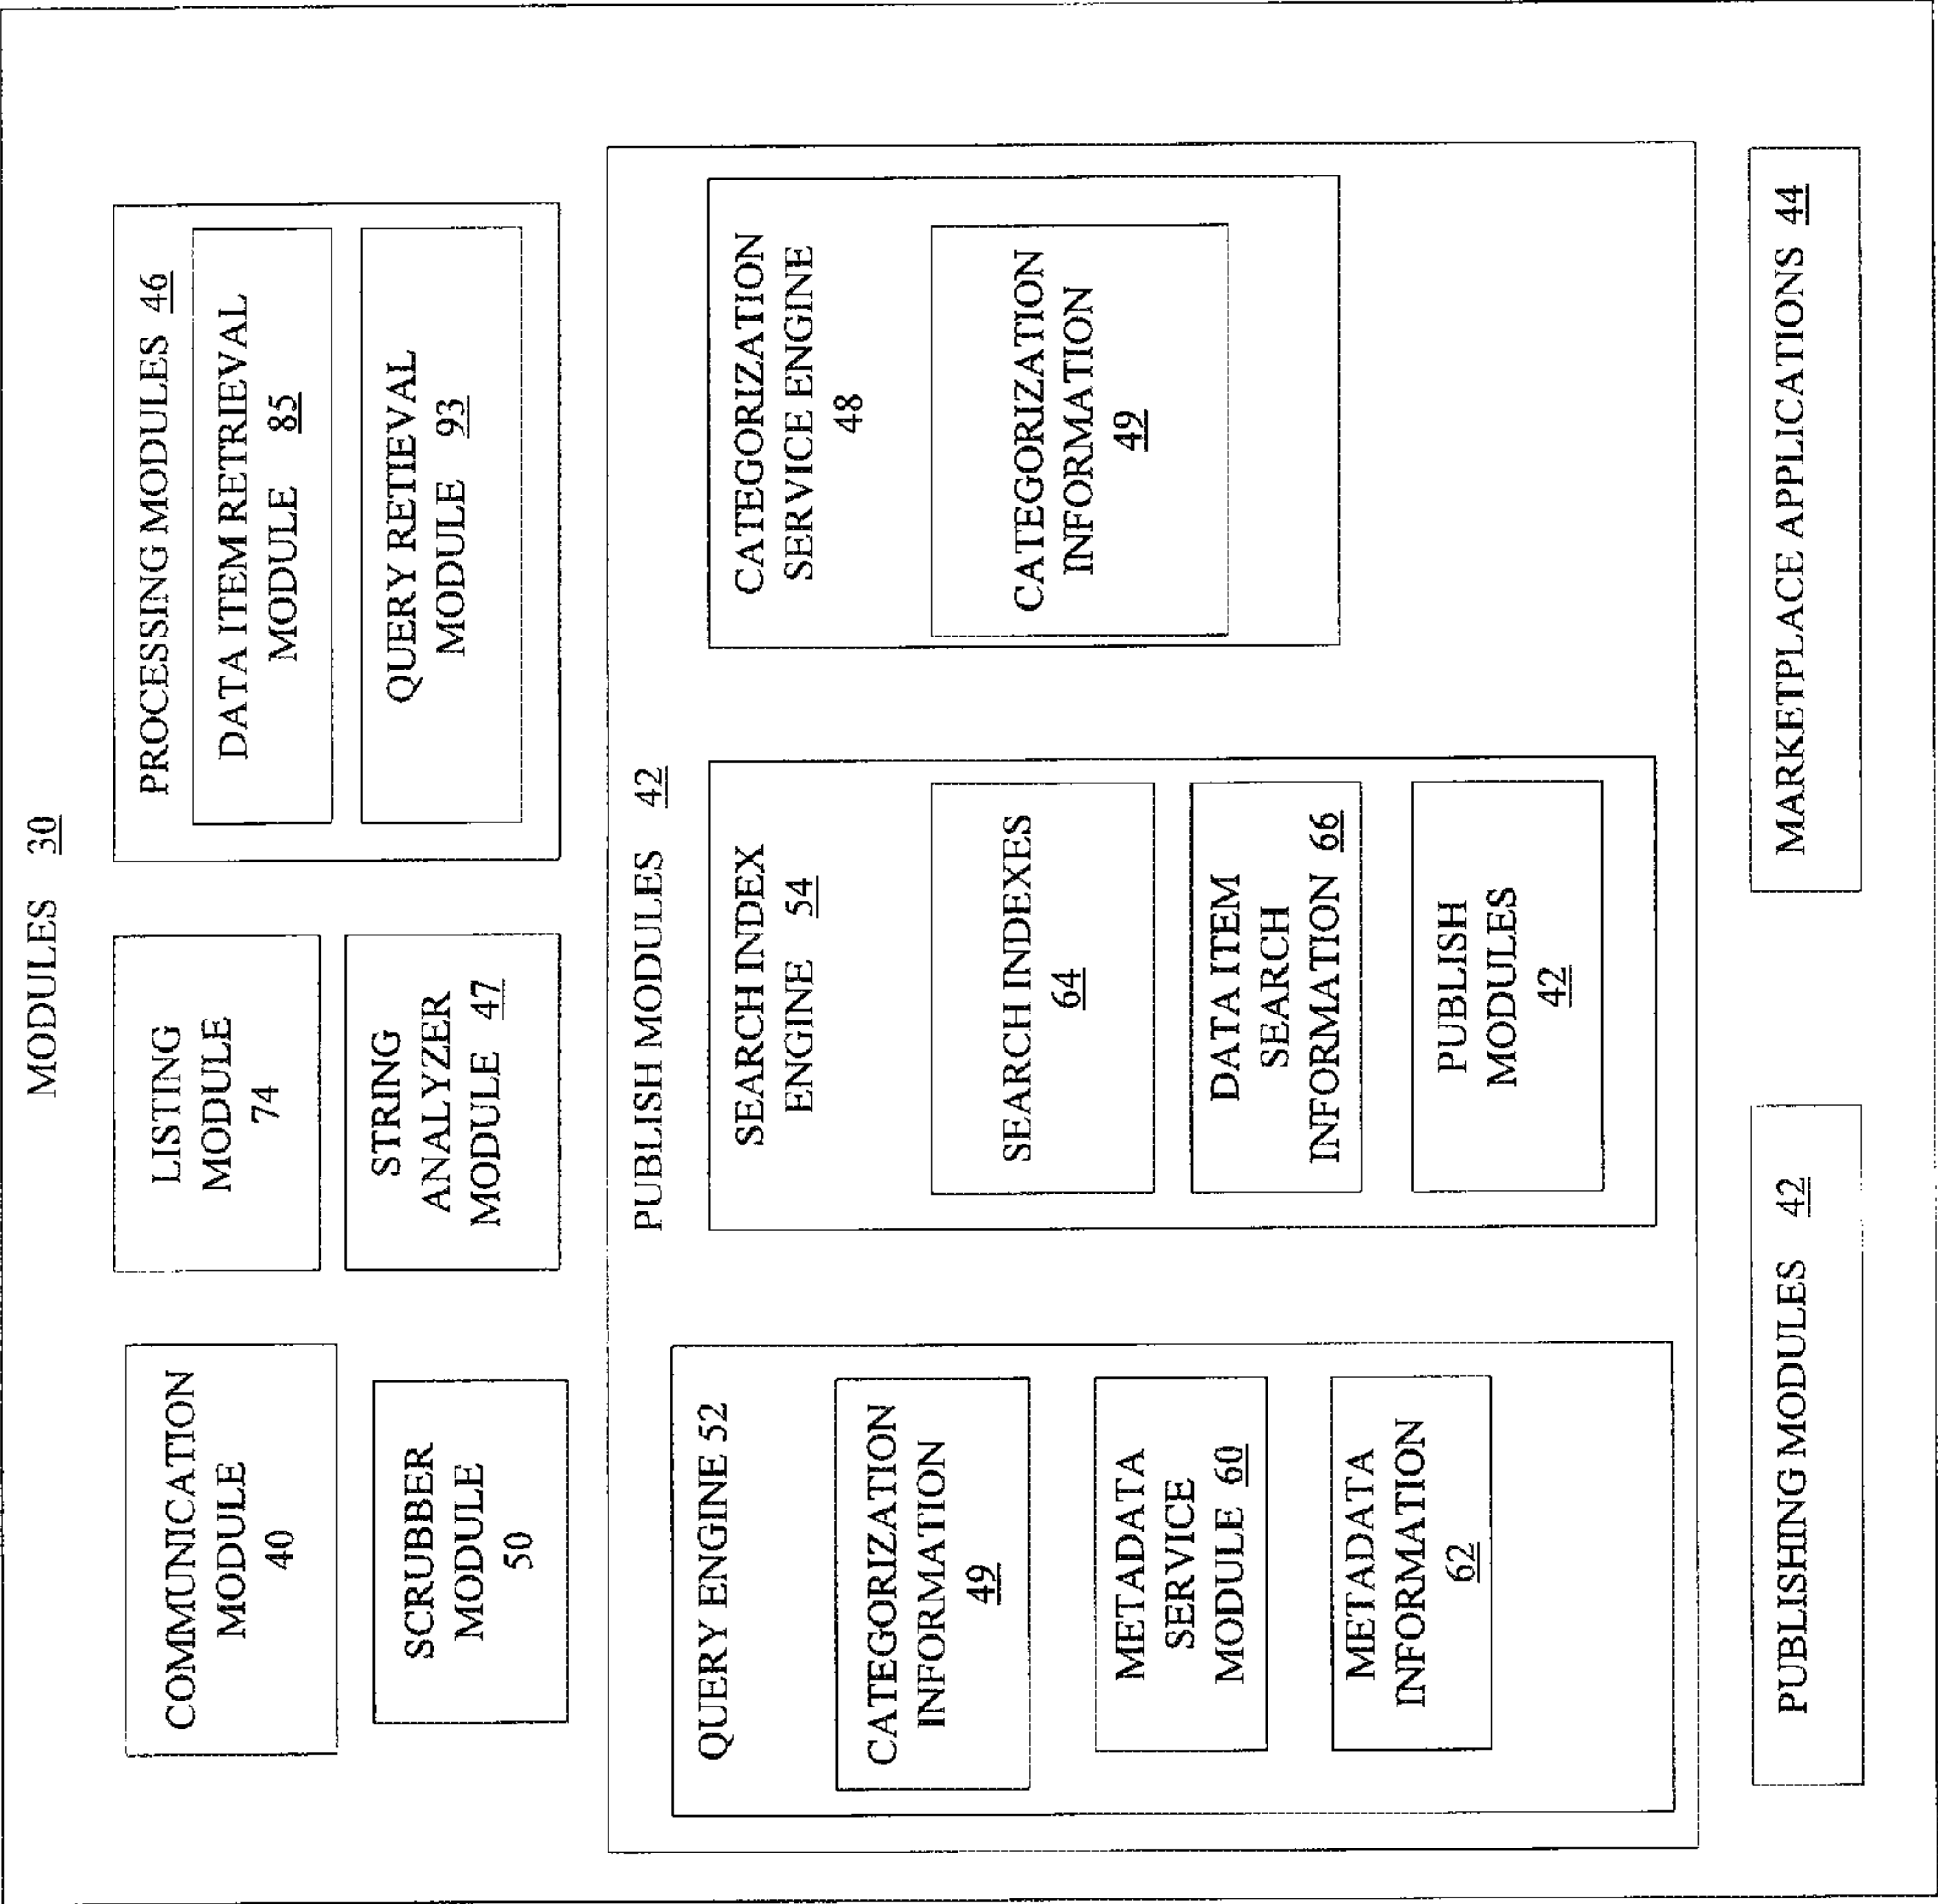 MODULES 30
COMMUNICATION
MODULE
40
SCRUBBER
MODULE
50
LISTING
MODULE
74
STRING
ANALYZER
MODULE 47
PROCESSING MODULES 46
DATA ITEM RETRIEVAL
MODULE 85
QUERY RETIEVAL
MODULE 93
PUBLISH MODULES 42
QUERY ENGINE 52
CATEGORIZATION
INFORMATION
49
METADATA
SERVICE
MODULE 60
METADATA
INFORMATION
62
SEARCH INDEX
ENGINE 54
SEARCH INDEXES
64
DATA ITEM
SEARCH
INFORMATION 66
PUBLISH
MODULES
42
CATEGORIZATION
SERVICE ENGINE
48
CATEGORIZATION
INFORMATION
49
PUBLISHING MODULES 42
MARKETPLACE APPLICATIONS 44